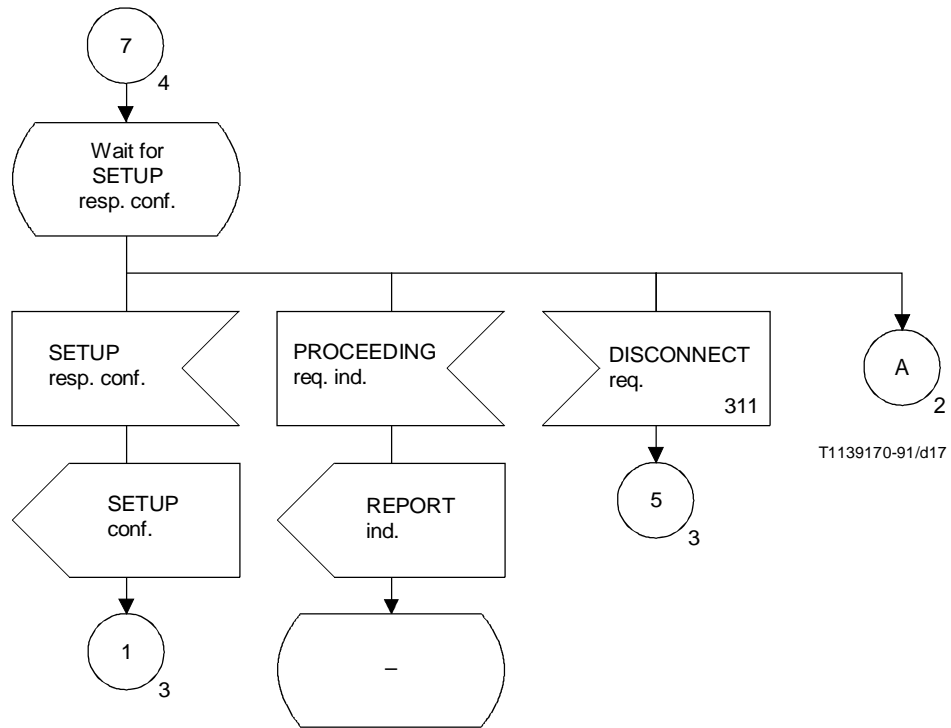 7
4
Wait for
SETUP
resp. conf.
SETUP
resp. conf.
PROCEEDING
req. ind.
DISCONNECT
req.
311
A
2
T1139170-91/d17
SETUP
conf.
REPORT
ind.
5
3
1
3
–